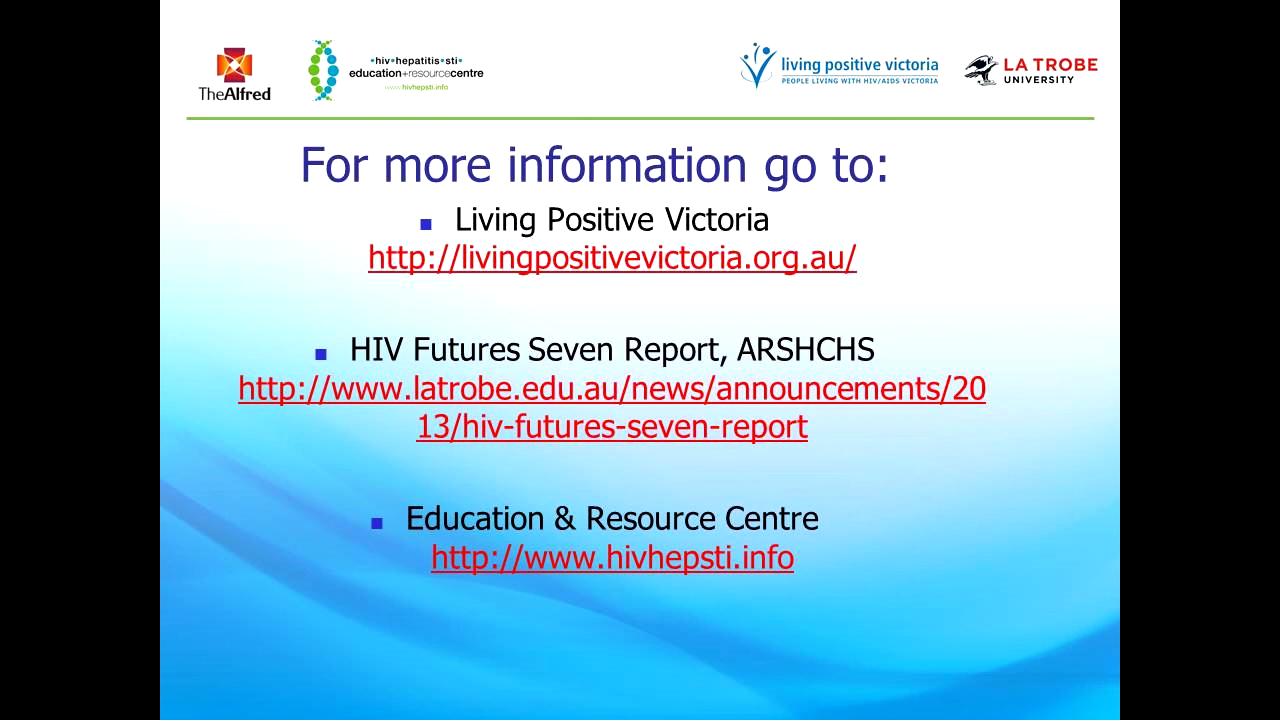 TheAlfred
•hiv•hepatitis•sti•
education+resourcecentre
www.hivhepsti.info
living positive victoria
PEOPLE LIVING WITH HIV/AIDS VICTORIA
LA TROBE
UNIVERSITY
For more information go to:
Living Positive Victoria
http://livingpositivevictoria.org.au/
HIV Futures Seven Report, ARSHCHS
http://www.latrobe.edu.au/news/announcements/20
13/hiv-futures-seven-report
Education & Resource Centre
http://www.hivhepsti.info